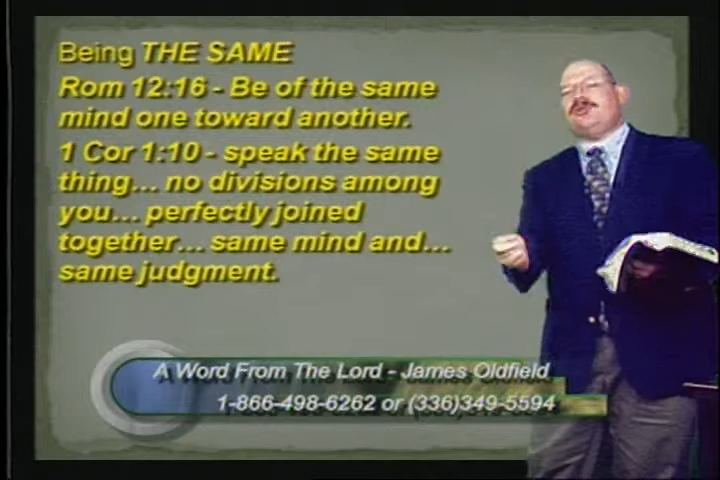 Being THE SAME
Rom 12:16 - Be of the same
mind one toward another.
1 Cor 1:10 - speak the same
thing... no divisions among
you... perfectly joined
together... same mind and...
same judgment.
A Word From The Lord - James Oldfield
1-866-498-6262 or (336)349-5594